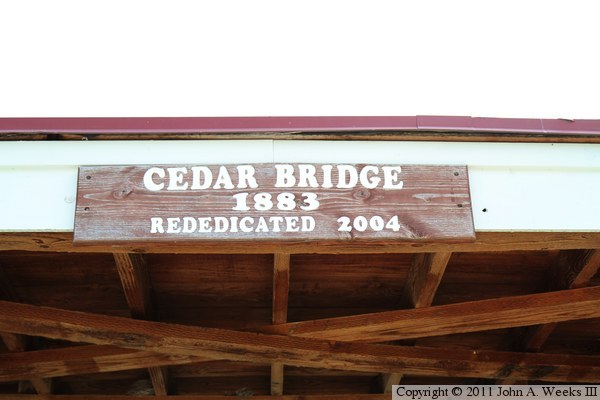 CEDAR BRIDGE
1883
REDEDICATED 2004
Copyright © 2011 John A. Weeks III